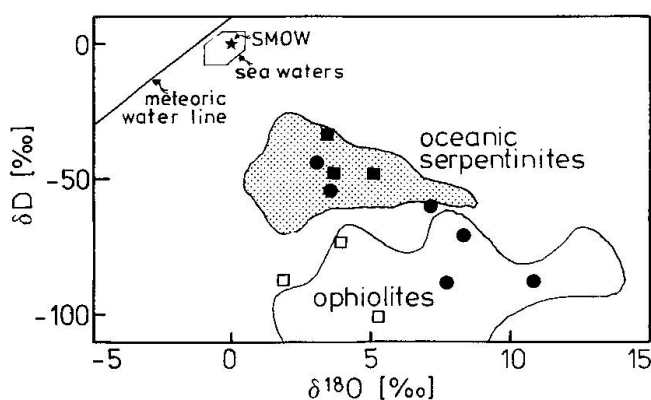 0
SMOW
sea waters
meteoric
water line
oceanic
serpentinites
-50
δD [‰]
ophiolites
-100
-5
0
5
10
15
δ18O [‰]